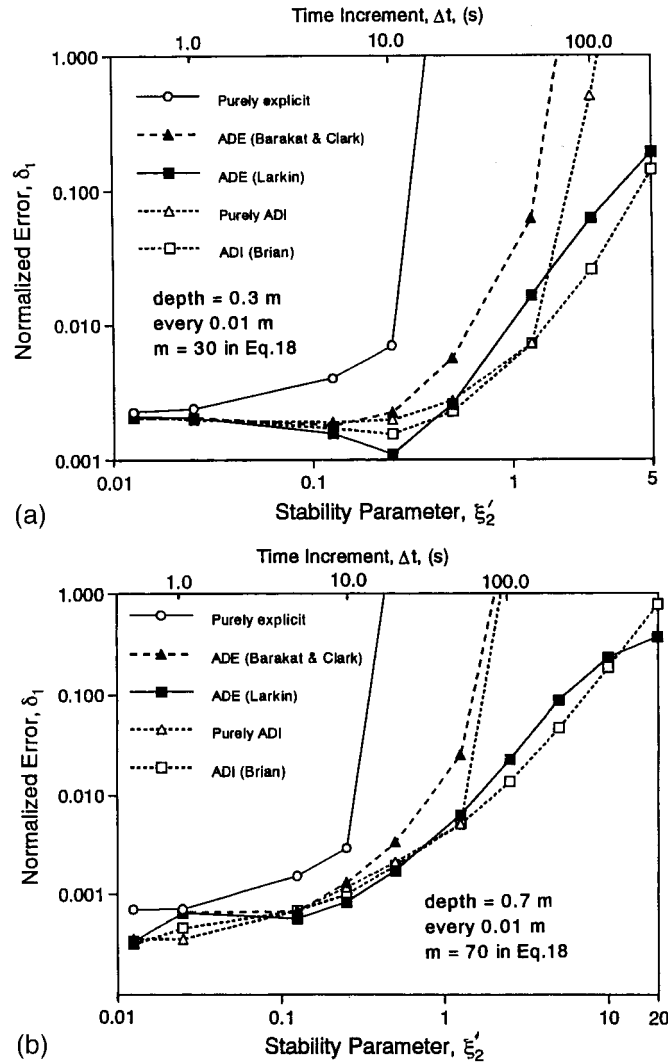 Time Increment, Δt, (s)
1.0 10.0 100.0
1.000
0.100
0.010
0.001
Normalized Error, δ₁
Purely explicit
ADE (Barakat & Clark)
ADE (Larkin)
Purely ADI
ADI (Brian)
depth = 0.3 m
every 0.01 m
m = 30 in Eq.18
0.01 0.1 1 5
(a)
Stability Parameter, ξ₂′
Time Increment, Δt, (s)
1.0 10.0 100.0
1.000
0.100
0.010
0.001
Normalized Error, δ₁
Purely explicit
ADE (Barakat & Clark)
ADE (Larkin)
Purely ADI
ADI (Brian)
depth = 0.7 m
every 0.01 m
m = 70 in Eq.18
0.01 0.1 1 10 20
(b)
Stability Parameter, ξ₂′